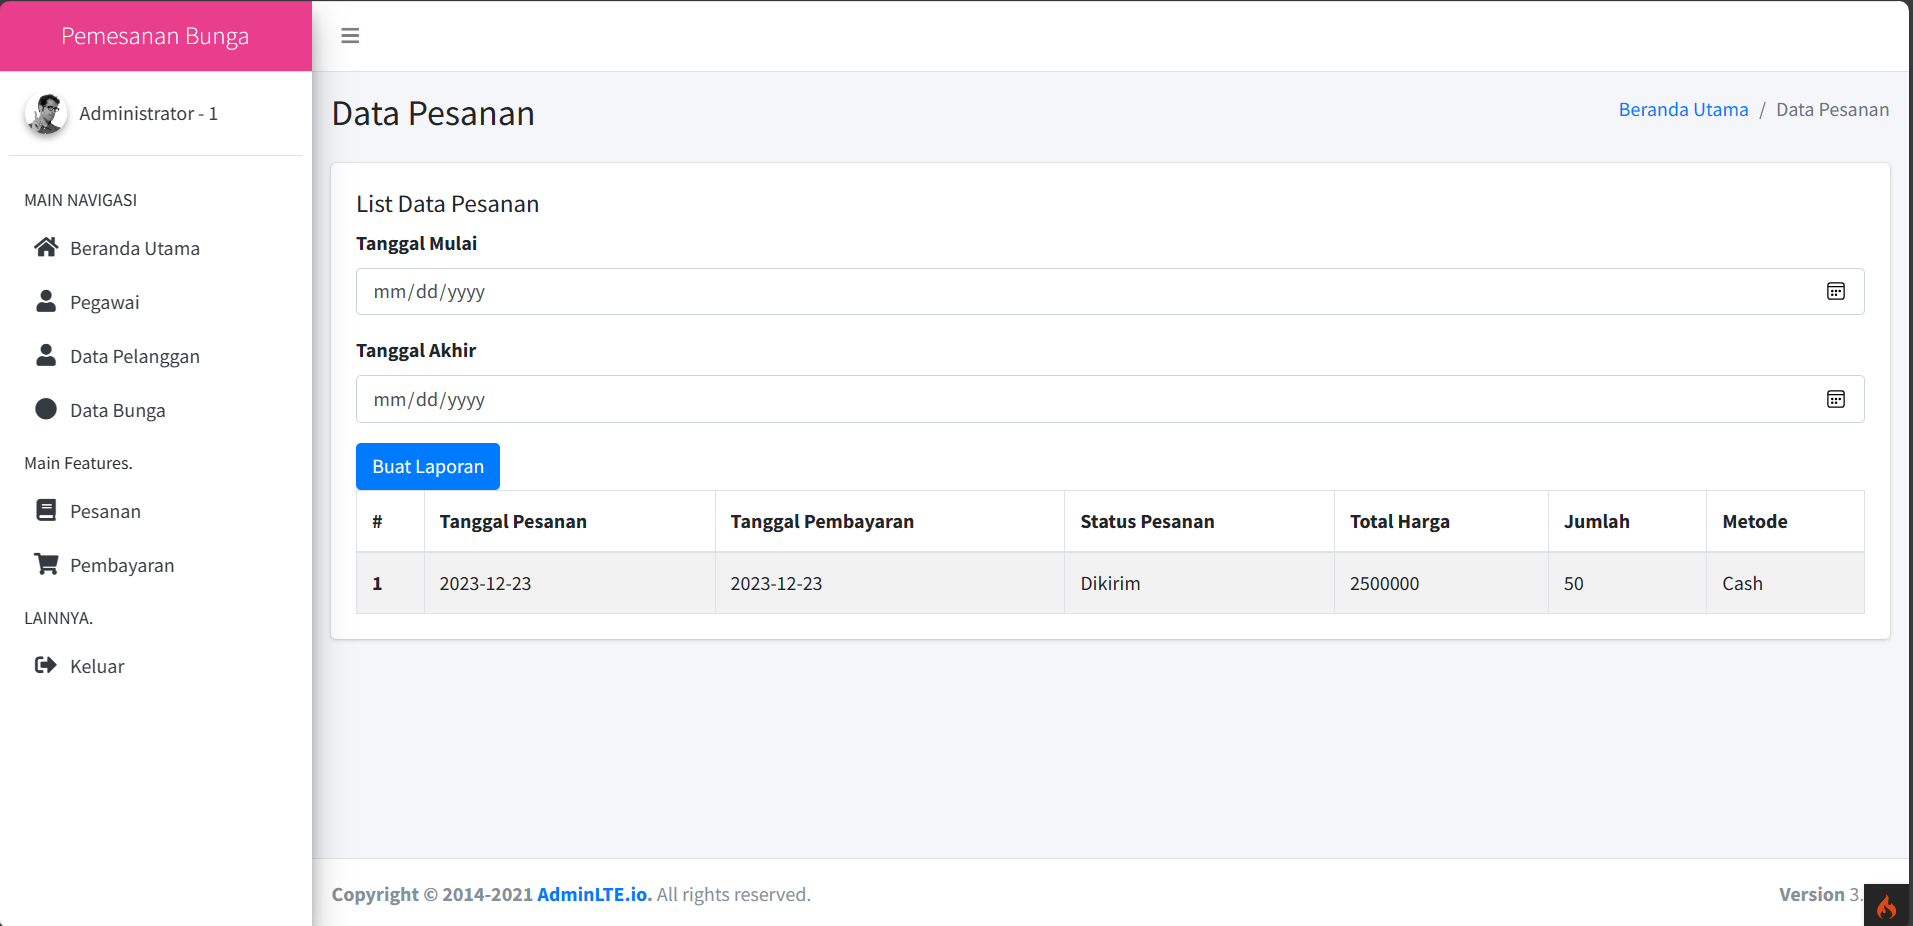 Pemesanan Bunga
Administrator - 1
MAIN NAVIGASI
Beranda Utama
Pegawai
Data Pelanggan
Data Bunga
Main Features.
Pesanan
Pembayaran
LAINNYA.
Keluar
Data Pesanan
Beranda Utama / Data Pesanan
List Data Pesanan
Tanggal Mulai
mm/dd/yyyy
Tanggal Akhir
mm/dd/yyyy
Buat Laporan
# Tanggal Pesanan Tanggal Pembayaran Status Pesanan Total Harga Jumlah Metode
1 2023-12-23 2023-12-23 Dikirim 2500000 50 Cash
Copyright © 2014-2021 AdminLTE.io. All rights reserved.
Version 3.